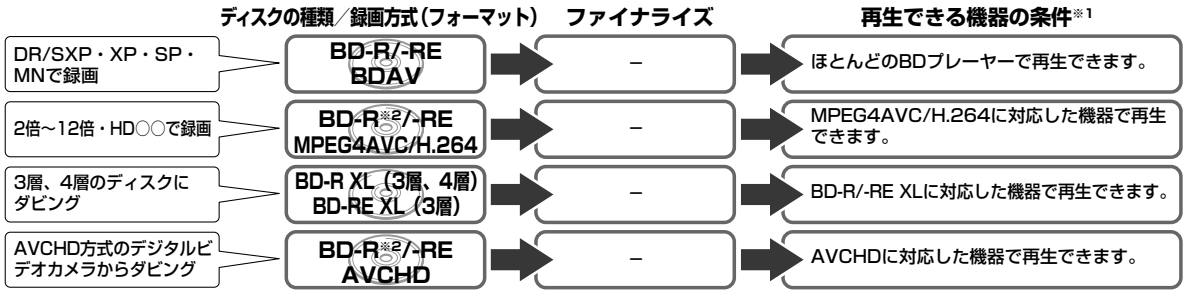 ディスクの種類／録画方式（フォーマット） ファイナライズ 再生できる機器の条件※1
DR/SXP・XP・SP・
MNで録画
BD-R/-RE
BDAV
－
ほとんどのBDプレーヤーで再生できます。
2倍～12倍・HD○○で録画
BD-R※2/-RE
MPEG4AVC/H.264
－
MPEG4AVC/H.264に対応した機器で再生
できます。
3層、4層のディスクに
ダビング
BD-R XL（3層、4層）
BD-RE XL（3層）
－
BD-R/-RE XLに対応した機器で再生できます。
AVCHD方式のデジタルビ
デオカメラからダビング
BD-R※2/-RE
AVCHD
－
AVCHDに対応した機器で再生できます。